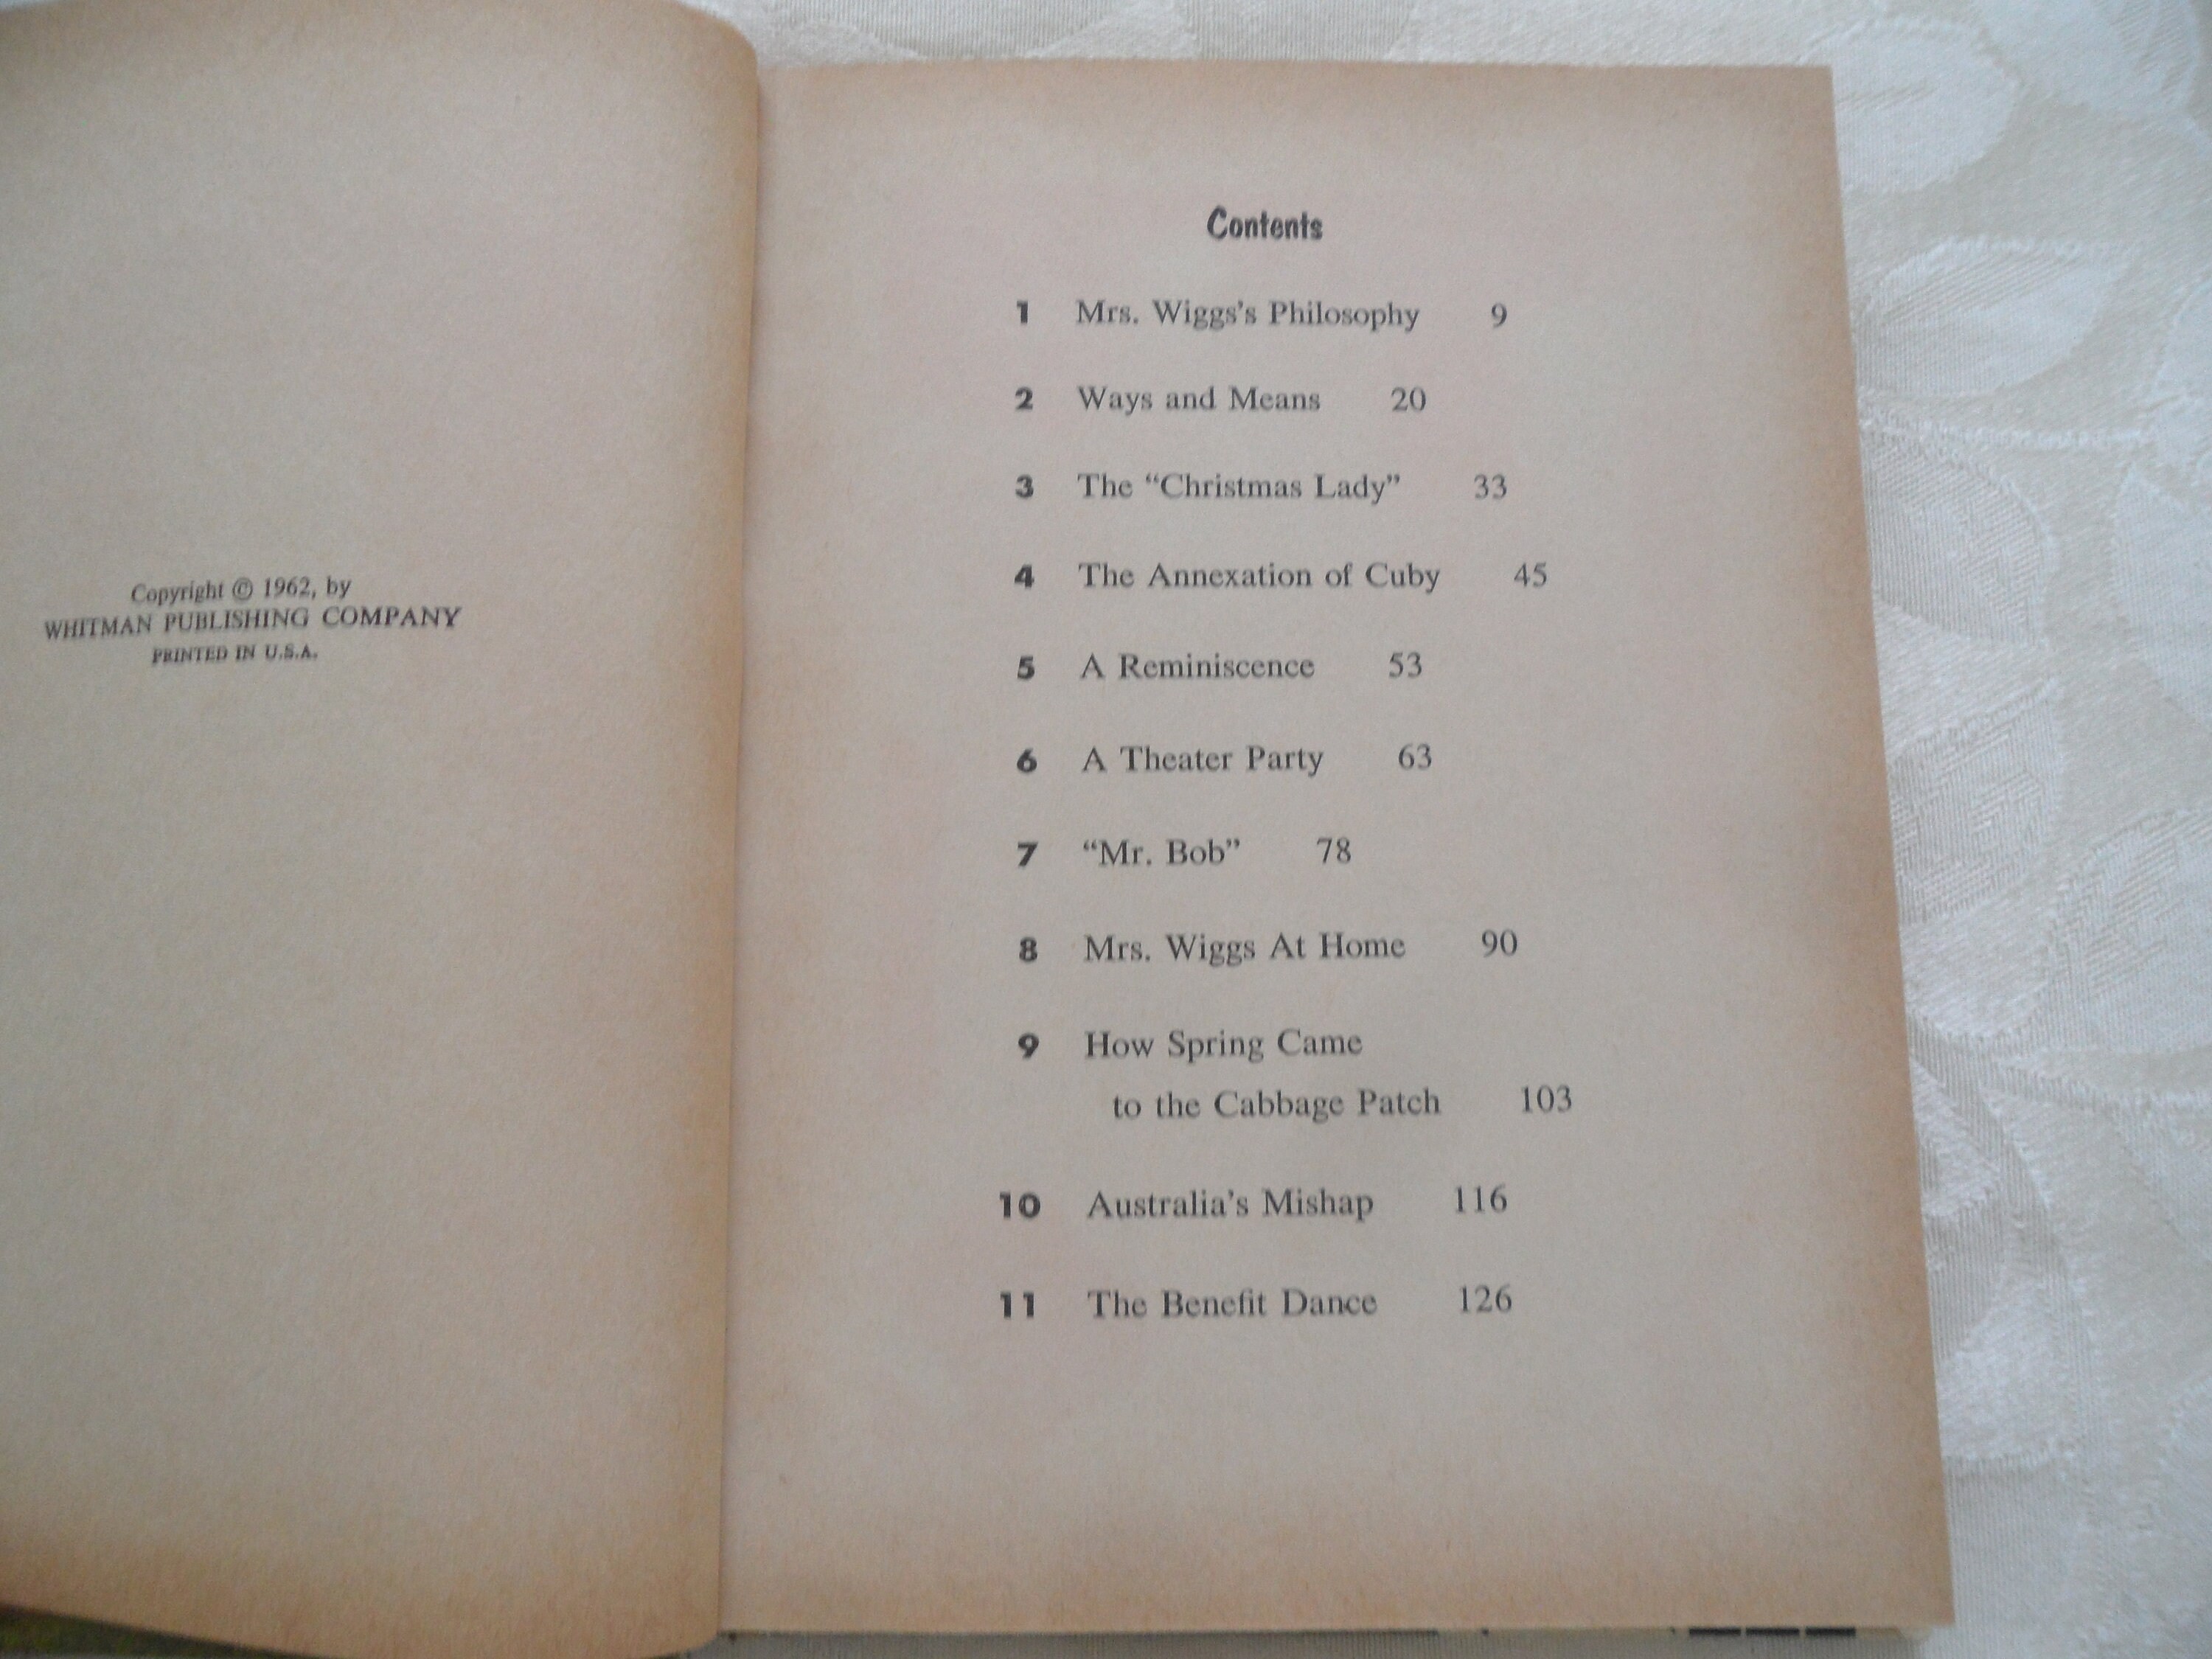 Copyright © 1962, by
WHITMAN PUBLISHING COMPANY
PRINTED IN U.S.A.
Contents
1 Mrs. Wiggs's Philosophy 9
2 Ways and Means 20
3 The “Christmas Lady” 33
4 The Annexation of Cuby 45
5 A Reminiscence 53
6 A Theater Party 63
7 “Mr. Bob” 78
8 Mrs. Wiggs At Home 90
9 How Spring Came
to the Cabbage Patch 103
10 Australia's Mishap 116
11 The Benefit Dance 126